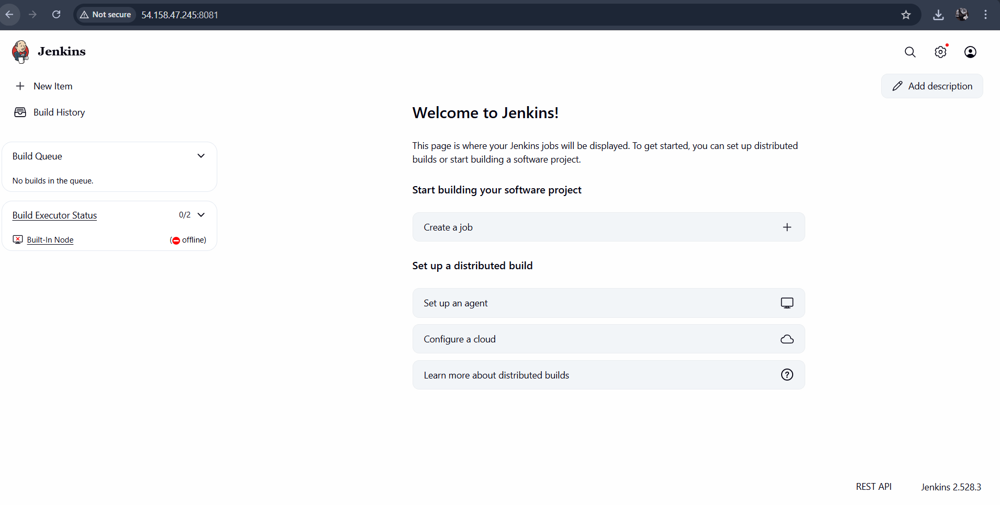 Not secure 54.158.47.245:8081
Jenkins
New Item
Build History
Add description
Build Queue
No builds in the queue.
Build Executor Status 0/2
Built-In Node (offline)
Welcome to Jenkins!
This page is where your Jenkins jobs will be displayed. To get started, you can set up distributed
builds or start building a software project.
Start building your software project
Create a job
Set up a distributed build
Set up an agent
Configure a cloud
Learn more about distributed builds
REST API Jenkins 2.528.3